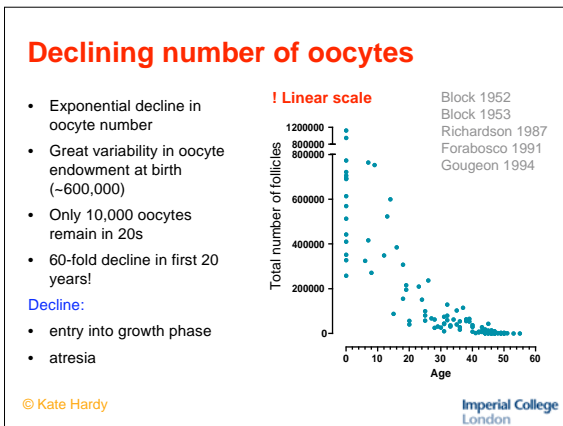 Declining number of oocytes
• Exponential decline in
oocyte number
• Great variability in oocyte
endowment at birth
(~600,000)
• Only 10,000 oocytes
remain in 20s
• 60-fold decline in first 20
years!
Decline:
• entry into growth phase
• atresia
! Linear scale
Block 1952
Block 1953
Richardson 1987
Forabosco 1991
Gougeon 1994
Total number of follicles
1200000
800000
800000
600000
400000
200000
0
0 10 20 30 40 50 60
Age
© Kate Hardy
Imperial College
London